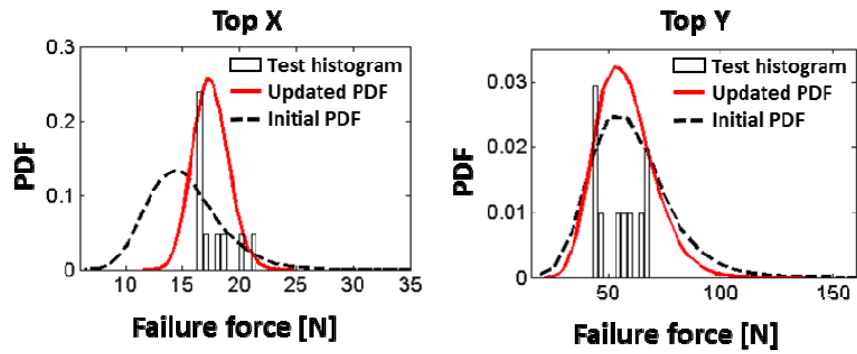 Top X
0.3
0.2
0.1
0
PDF
Test histogram
Updated PDF
Initial PDF
10 15 20 25 30 35
Failure force [N]
Top Y
0.03
0.02
0.01
0
PDF
Test histogram
Updated PDF
Initial PDF
50 100 150
Failure force [N]